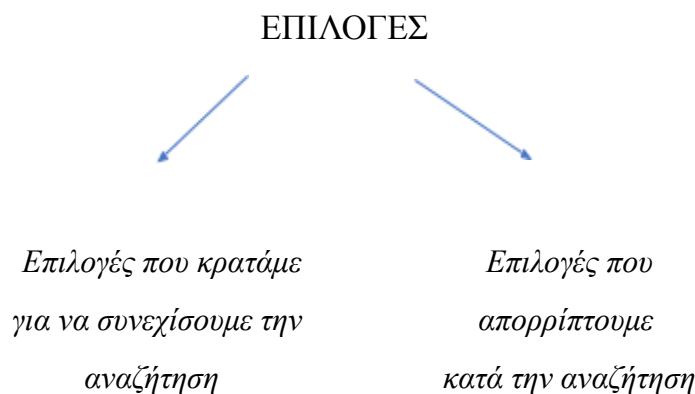 ΕΠΙΛΟΓΕΣ
Επιλογές που κρατάμε
για να συνεχίσουμε την
αναζήτηση
Επιλογές που
απορρίπτουμε
κατά την αναζήτηση